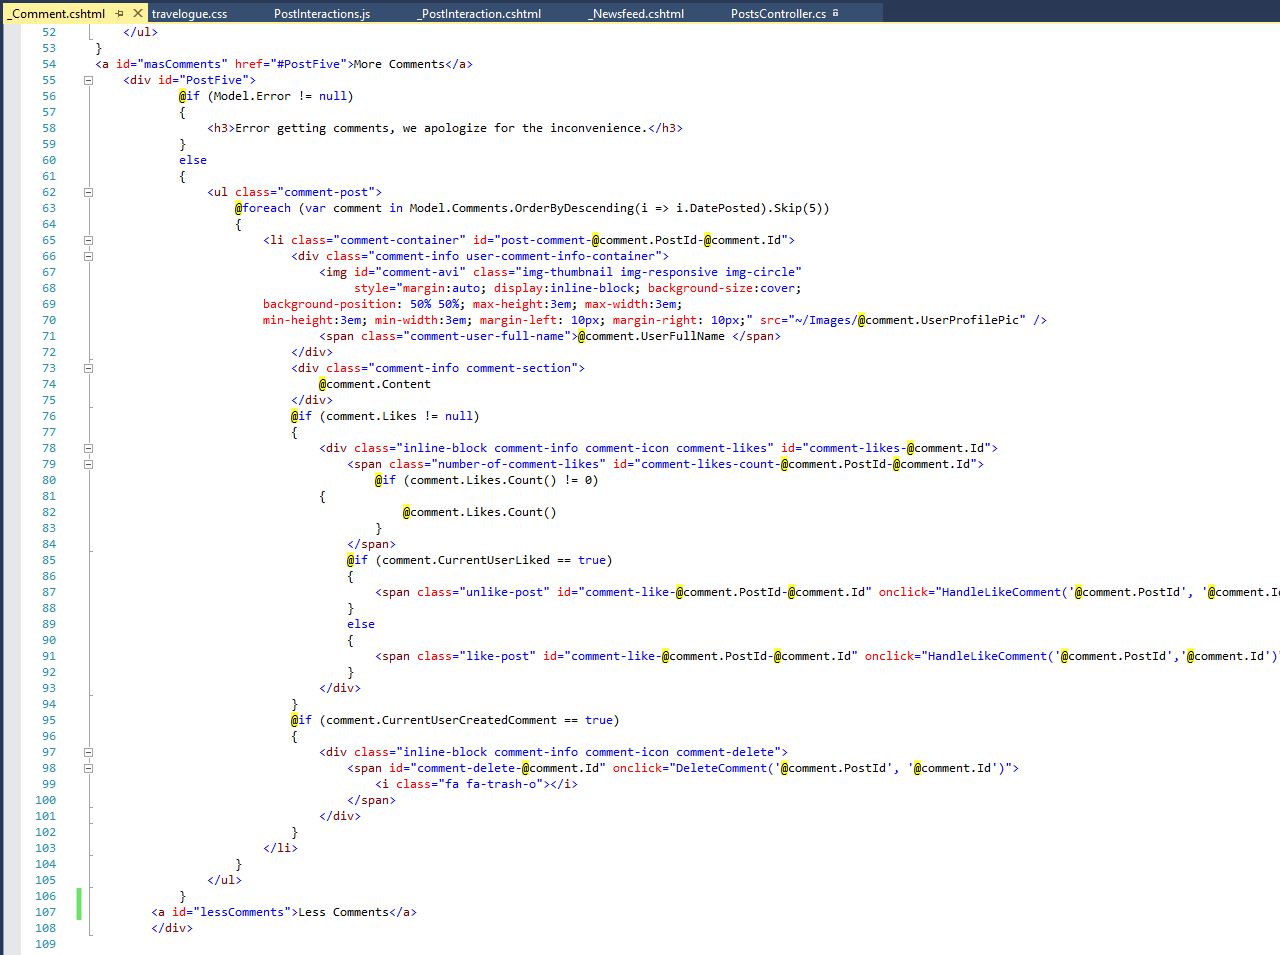 _Comment.cshtml travelogue.css PostInteractions.js _PostInteraction.cshtml _Newsfeed.cshtml PostsController.cs
52 </ul>
53 }
54 <a id="masComments" href="#PostFive">More Comments</a>
55 <div id="PostFive">
56 @if (Model.Error != null)
57 {
58 <h3>Error getting comments, we apologize for the inconvenience.</h3>
59 }
60 else
61 {
62 <ul class="comment-post">
63 @foreach (var comment in Model.Comments.OrderByDescending(i => i.DatePosted).Skip(5))
64 {
65 <li class="comment-container" id="post-comment-@comment.PostId-@comment.Id">
66 <div class="comment-info user-comment-info-container">
67 <img id="comment-avi" class="img-thumbnail img-responsive img-circle"
68 style="margin:auto; display:inline-block; background-size:cover;
69 background-position: 50% 50%; max-height:3em; max-width:3em;
70 min-height:3em; min-width:3em; margin-left: 10px; margin-right: 10px;" src="~/Images/@comment.UserProfilePic" />
71 <span class="comment-user-full-name">@comment.UserFullName </span>
72 </div>
73 <div class="comment-info comment-section">
74 @comment.Content
75 </div>
76 @if (comment.Likes != null)
77 {
78 <div class="inline-block comment-info comment-icon comment-likes" id="comment-likes-@comment.Id">
79 <span class="number-of-comment-likes" id="comment-likes-count-@comment.PostId-@comment.Id">
80 @if (comment.Likes.Count() != 0)
81 {
82 @comment.Likes.Count()
83 }
84 </span>
85 @if (comment.CurrentUserLiked == true)
86 {
87 <span class="unlike-post" id="comment-like-@comment.PostId-@comment.Id" onclick="HandleLikeComment('@comment.PostId', '@comment.Id
88 }
89 else
90 {
91 <span class="like-post" id="comment-like-@comment.PostId-@comment.Id" onclick="HandleLikeComment('@comment.PostId','@comment.Id')"
92 }
93 </div>
94 }
95 @if (comment.CurrentUserCreatedComment == true)
96 {
97 <div class="inline-block comment-info comment-icon comment-delete">
98 <span id="comment-delete-@comment.Id" onclick="DeleteComment('@comment.PostId', '@comment.Id')">
99 <i class="fa fa-trash-o"></i>
100 </span>
101 </div>
102 }
103 </li>
104 }
105 </ul>
106 }
107 <a id="lessComments">Less Comments</a>
108 </div>
109